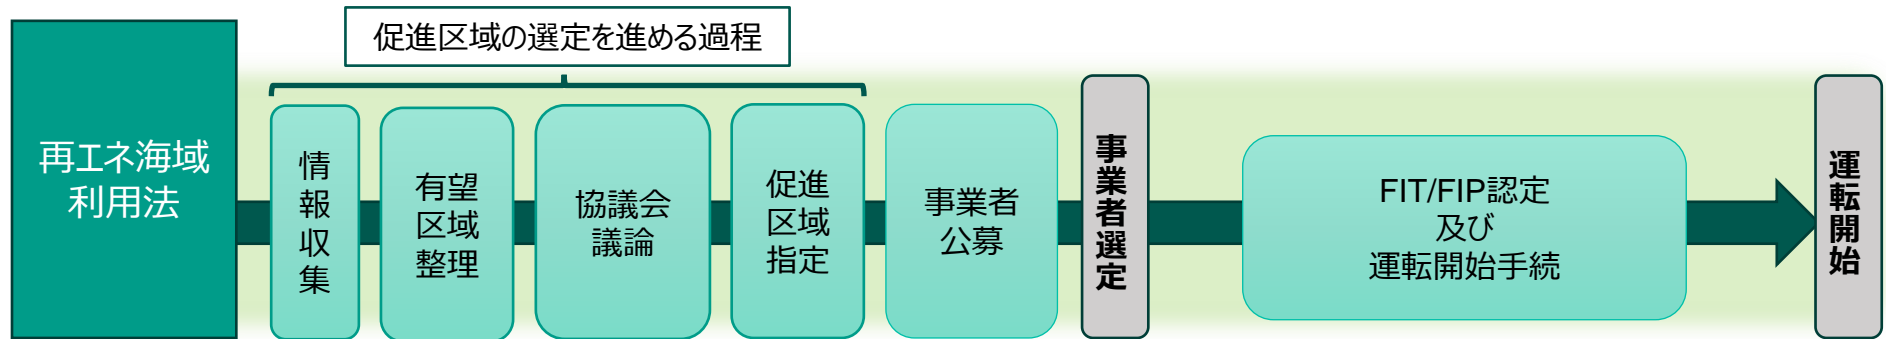 促進区域の選定を進める過程
再エネ海域
利用法
情報収集
有望
区域
整理
協議会
議論
促進
区域
指定
事業者
公募
事業者選定
FIT/FIP認定
及び
運転開始手続
運転開始